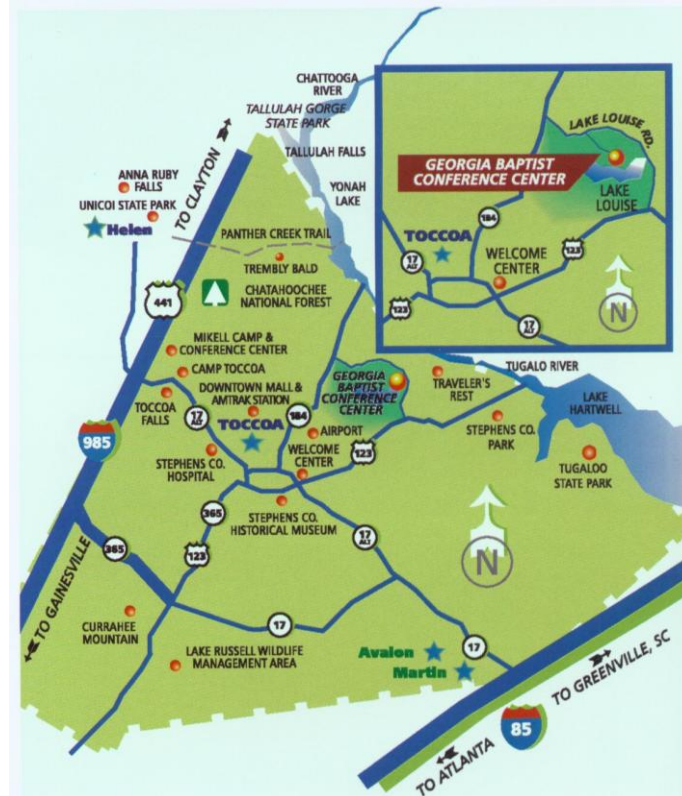 CHATTOOGA
RIVER
TALLULAH GORGE
STATE PARK
TALLULAH FALLS
YONAH
LAKE
ANNA RUBY
FALLS
UNICOI STATE PARK
Helen
TO CLAYTON
PANTHER CREEK TRAIL
TREMBLY BALD
441
CHATAHOOCHEE
NATIONAL FOREST
MIKELL CAMP &
CONFERENCE CENTER
CAMP TOCCOA
DOWNTOWN MALL &
AMTRAK STATION
TOCCOA
FALLS
17
ALT
TOCCOA
184
AIRPORT
GEORGIA
BAPTIST
CONFERENCE
CENTER
TRAVELER'S
REST
TUGALO RIVER
LAKE
HARTWELL
STEPHENS CO.
PARK
TUGALOO
STATE PARK
985
STEPHENS CO.
HOSPITAL
WELCOME
CENTER
123
365
STEPHENS CO.
HISTORICAL MUSEUM
123
17
ALT
N
365
TO GAINESVILLE
CURRAHEE
MOUNTAIN
17
LAKE RUSSELL WILDLIFE
MANAGEMENT AREA
Avalon
Martin
17
TO GREENVILLE, SC
85
TO ATLANTA
LAKE LOUISE RD.
GEORGIA BAPTIST
CONFERENCE CENTER
LAKE
LOUISE
184
TOCCOA
17
ALT
WELCOME
CENTER
123
123
17
ALT
N